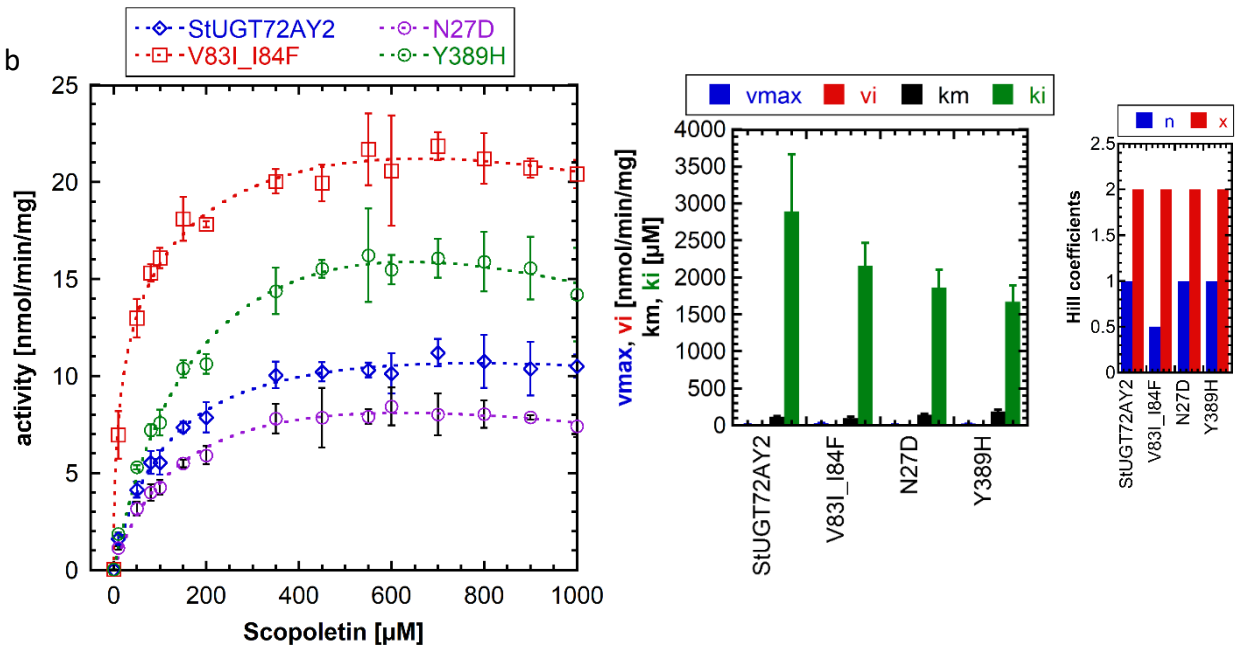 b
StUGT72AY2 N27D
V83I_I84F Y389H
25
20
15
10
5
0
activity [nmol/min/mg]
0 200 400 600 800 1000
Scopoletin [µM]
vmax vi km ki
4000
3500
3000
2500
2000
1500
1000
500
0
vmax, vi [nmol/min/mg]
km, ki [µM]
StUGT72AY2
V83I_I84F
N27D
Y389H
n x
2.5
2
1.5
1
0.5
0
Hill coefficients
StUGT72AY2
V83I_I84F
N27D
Y389H